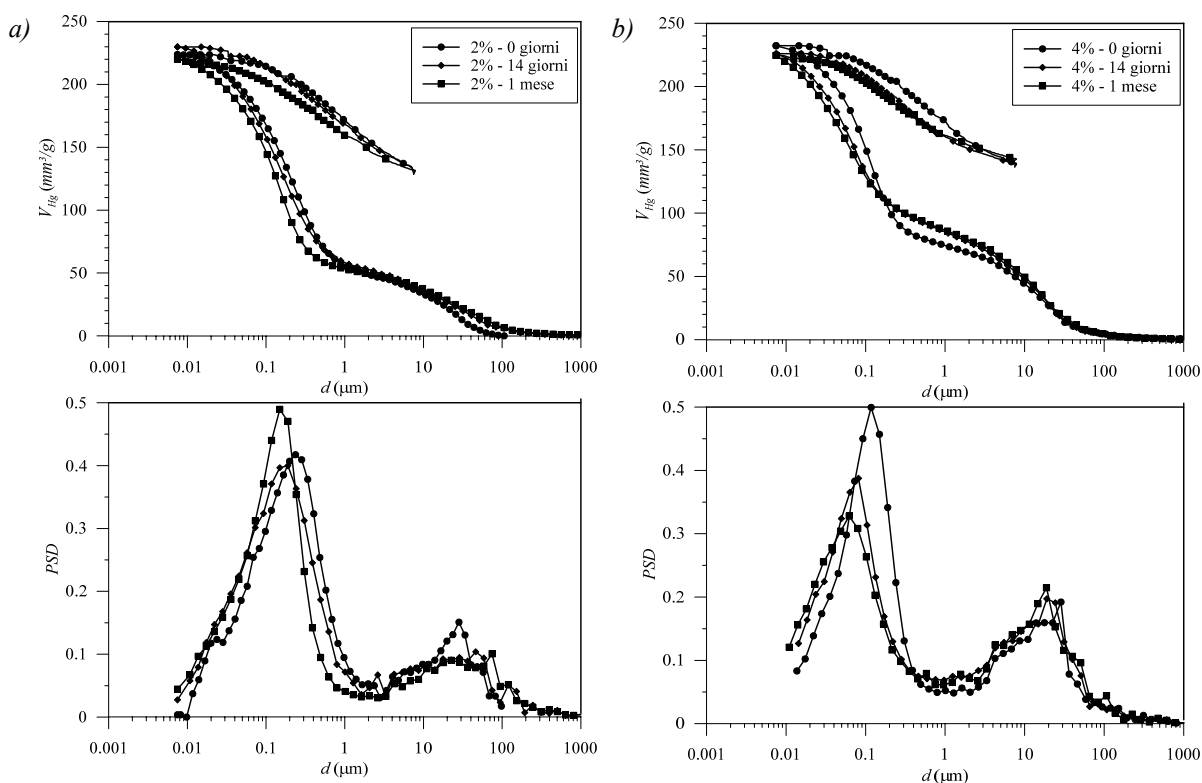 a)
250
200
150
100
50
0
V_Hg (mm³/g)
2% - 0 giorni
2% - 14 giorni
2% - 1 mese
0.001 0.01 0.1 1 10 100 1000
d (µm)
0.5
0.4
0.3
0.2
0.1
0
PSD
0.001 0.01 0.1 1 10 100 1000
d (µm)
b)
250
200
150
100
50
0
V_Hg (mm³/g)
4% - 0 giorni
4% - 14 giorni
4% - 1 mese
0.001 0.01 0.1 1 10 100 1000
d (µm)
0.5
0.4
0.3
0.2
0.1
0
PSD
0.001 0.01 0.1 1 10 100 1000
d (µm)